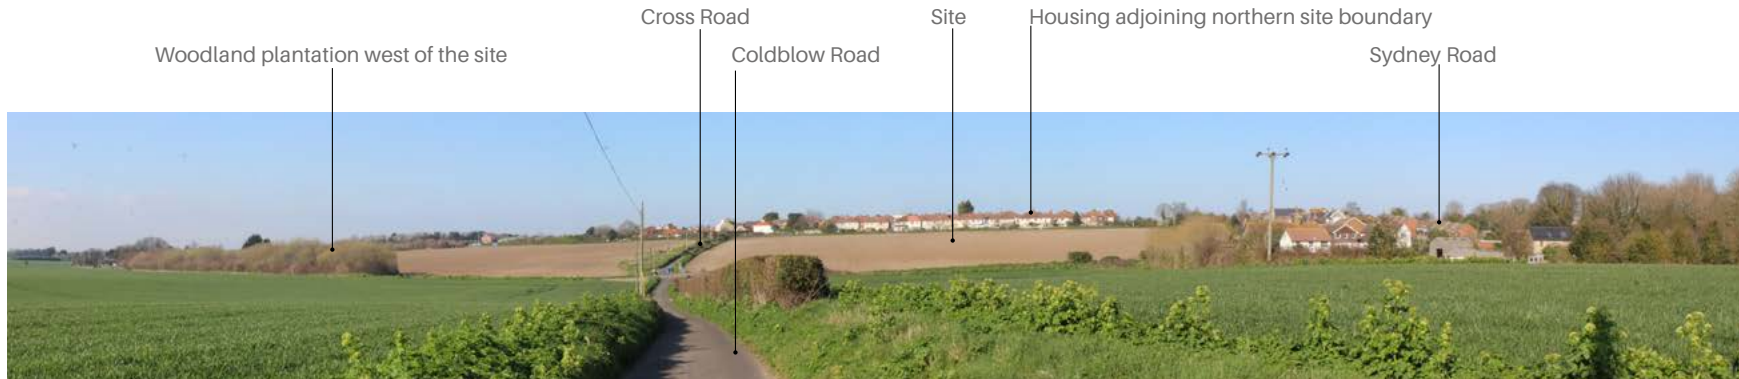 Cross Road
Site
Housing adjoining northern site boundary
Woodland plantation west of the site
Coldblow Road
Sydney Road